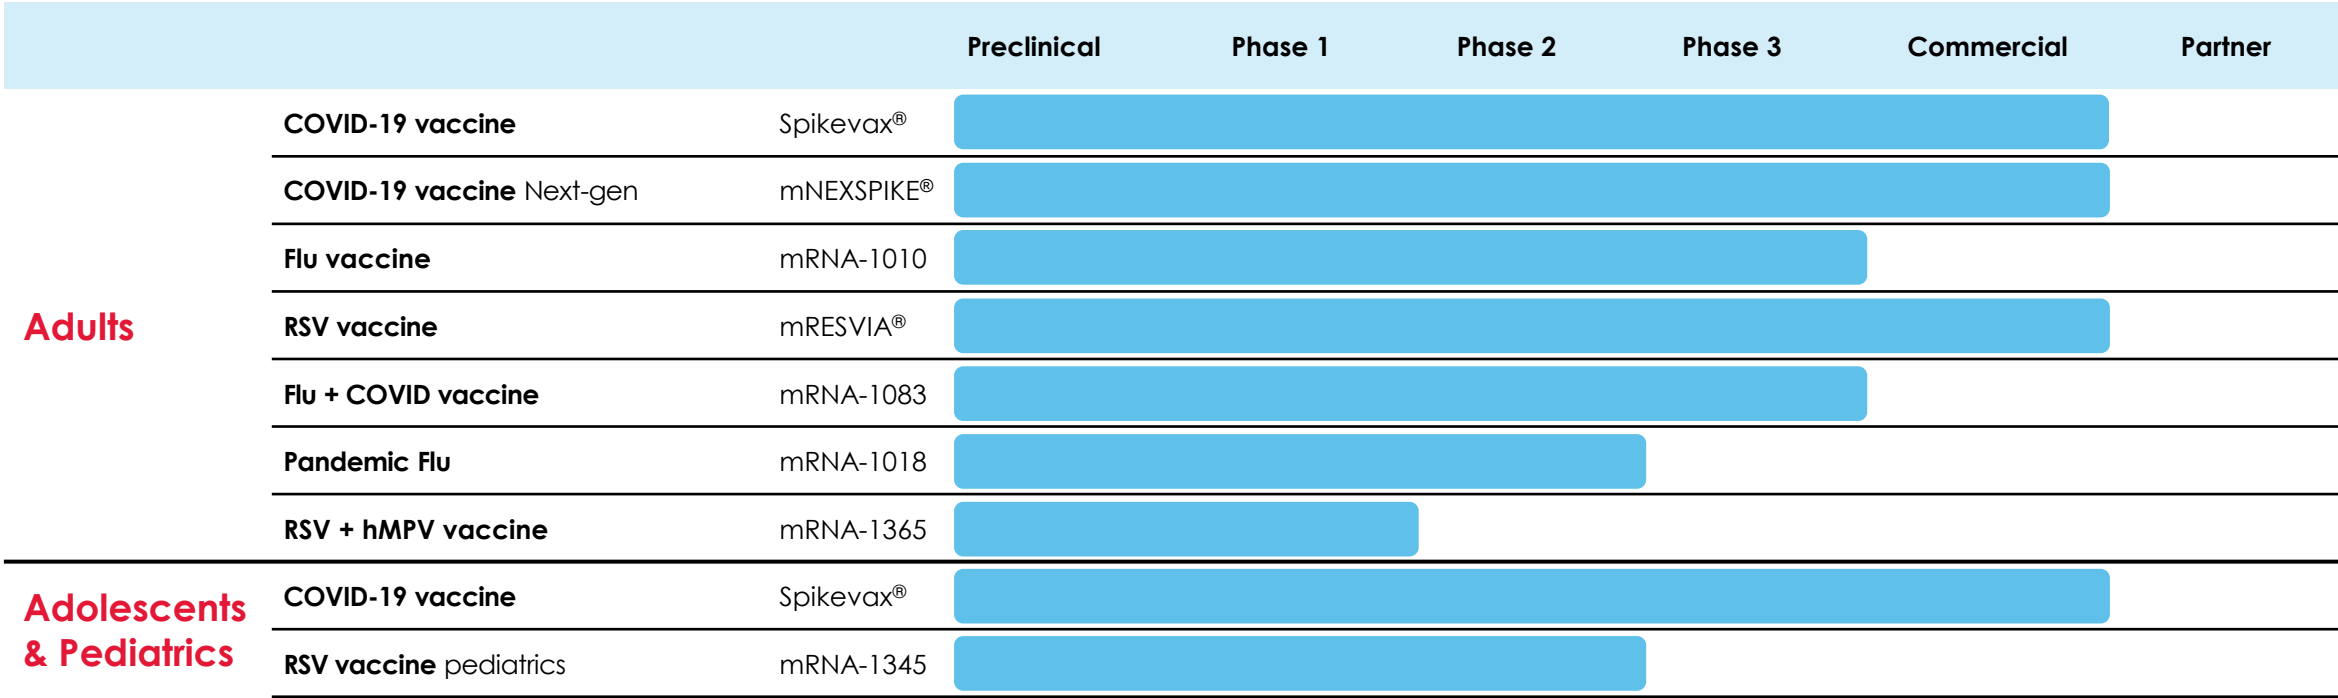 Preclinical Phase 1 Phase 2 Phase 3 Commercial Partner
Adults
COVID-19 vaccine Spikevax®
COVID-19 vaccine Next-gen mNEXSPIKE®
Flu vaccine mRNA-1010
RSV vaccine mRESVIA®
Flu + COVID vaccine mRNA-1083
Pandemic Flu mRNA-1018
RSV + hMPV vaccine mRNA-1365
Adolescents
& Pediatrics
COVID-19 vaccine Spikevax®
RSV vaccine pediatrics mRNA-1345